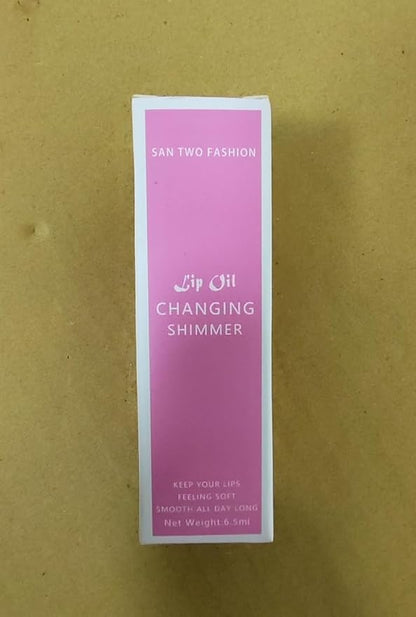 SAN TWO FASHION
Lip Oil
CHANGING
SHIMMER
KEEP YOUR LIPS
FEELING SOFT
SMOOTH ALL DAY LONG
Net Weight 6.5ml